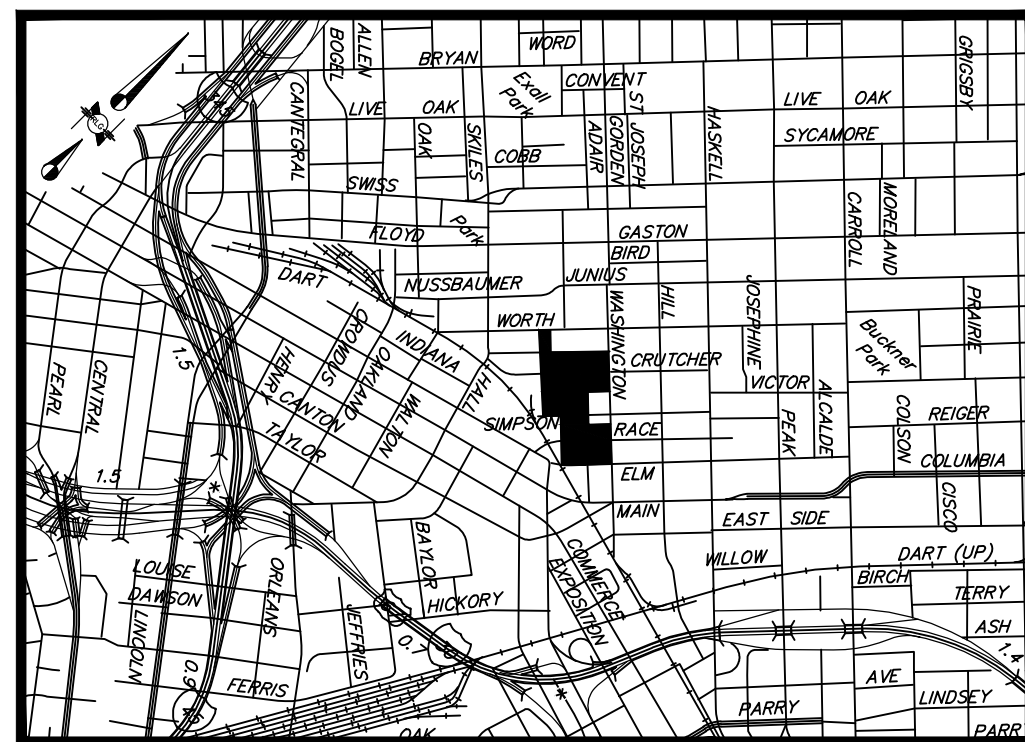 ALLEN
BOGEL
BRYAN
WORD
GRIGSBY
CANTEGRAL
Exall
Park
CONVENT
LIVE
OAK
LIVE
OAK
345
OAK
SKILES
COBB
ADAIR
GORDEN
ST JOSEPH
HASKELL
SYCAMORE
SWISS
Park
FLOYD
GASTON
BIRD
CARROLL
MORELAND
DART
NUSSBAUMER
JUNIUS
WORTH
WASHINGTON
HILL
JOSEPHINE
PRAIRIE
CROWDUS
INDIANA
CRUTCHER
Buckner
Park
1.5
HENRY
OAKLAND
HALL
VICTOR
PEARL
CENTRAL
CANTON
WALTON
SIMPSON
RACE
PEAK
ALCALDE
COLSON
REIGER
TAYLOR
ELM
COLUMBIA
1.5
*
MAIN
EAST SIDE
CISCO
BAYLOR
COMMERCE
WILLOW
DART (UP)
LOUISE
EXPOSITION
BIRCH
DAWSON
ORLEANS
HICKORY
TERRY
LINCOLN
JEFFRIES
0.7
ASH
1.4
0.9
FERRIS
*
AVE
LINDSEY
45
PARRY
OAK
PARR